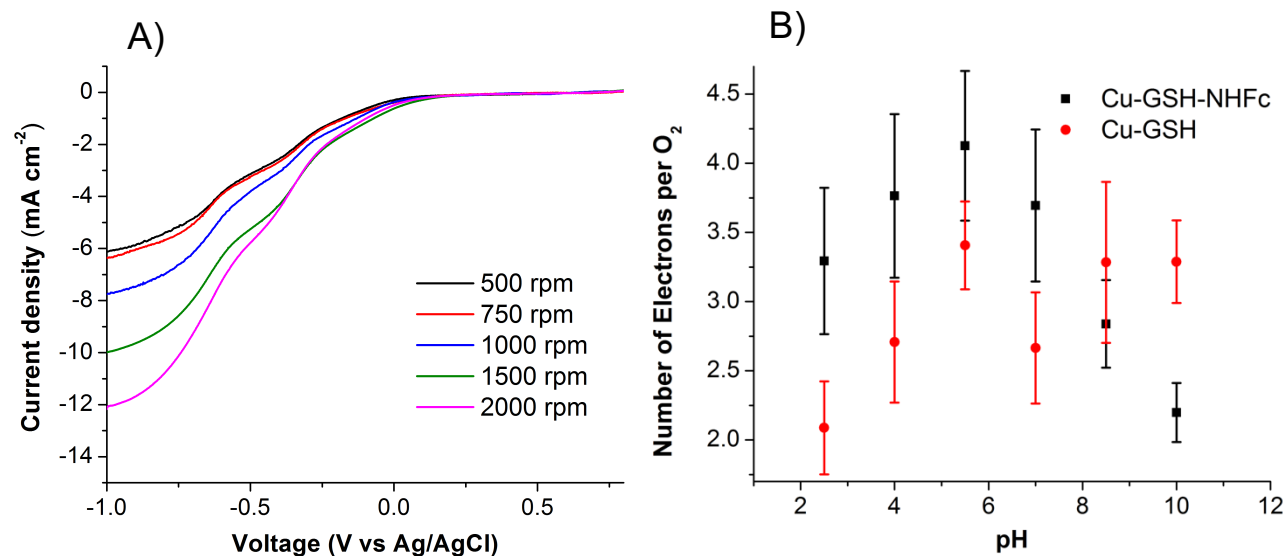 A)
0
-2
-4
-6
-8
-10
-12
-14
Current density (mA cm⁻²)
500 rpm
750 rpm
1000 rpm
1500 rpm
2000 rpm
-1.0
-0.5
0.0
0.5
Voltage (V vs Ag/AgCl)
B)
4.5
4.0
3.5
3.0
2.5
2.0
Number of Electrons per O₂
Cu-GSH-NHFc
Cu-GSH
2
4
6
8
10
12
pH